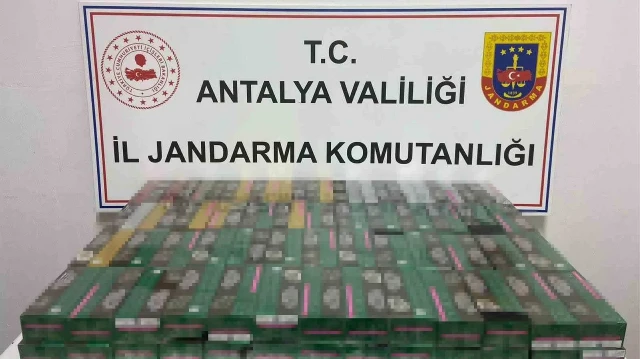 T.C.
ANTALYA VALİLİĞİ
İL JANDARMA KOMUTANLIĞI
JANDARMA